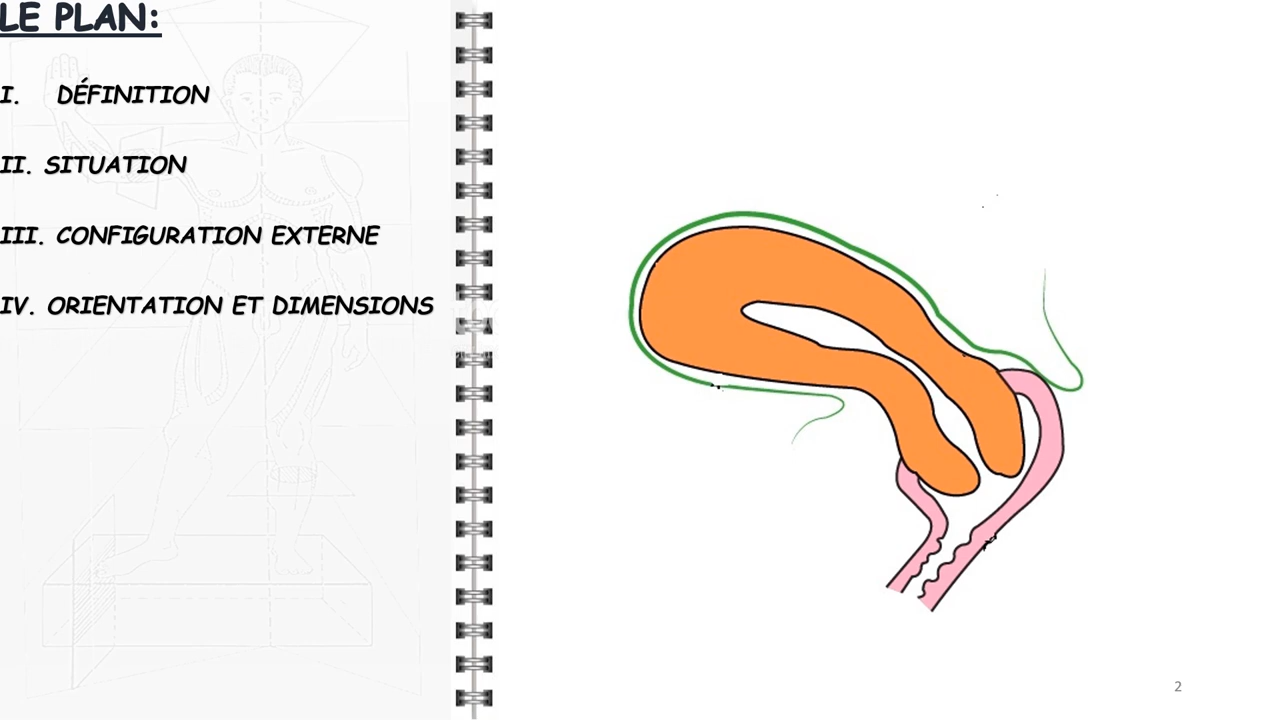 LE PLAN:
I. DÉFINITION
II. SITUATION
III. CONFIGURATION EXTERNE
IV. ORIENTATION ET DIMENSIONS
2